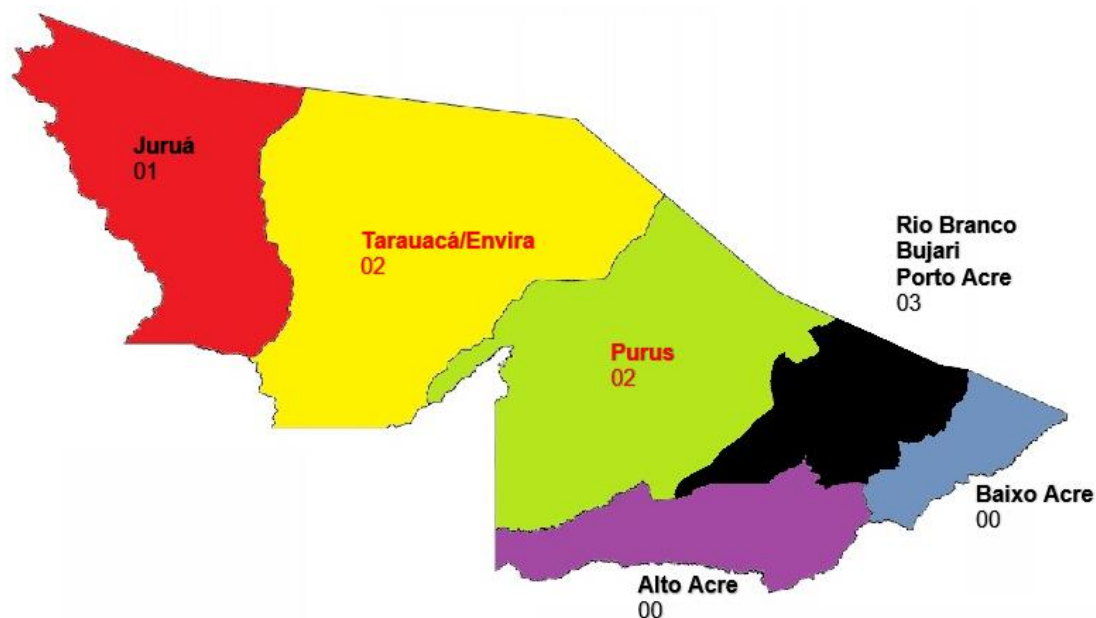 Juruá
01
Tarauacá/Envira
02
Rio Branco
Bujari
Porto Acre
03
Purus
02
Baixo Acre
00
Alto Acre
00